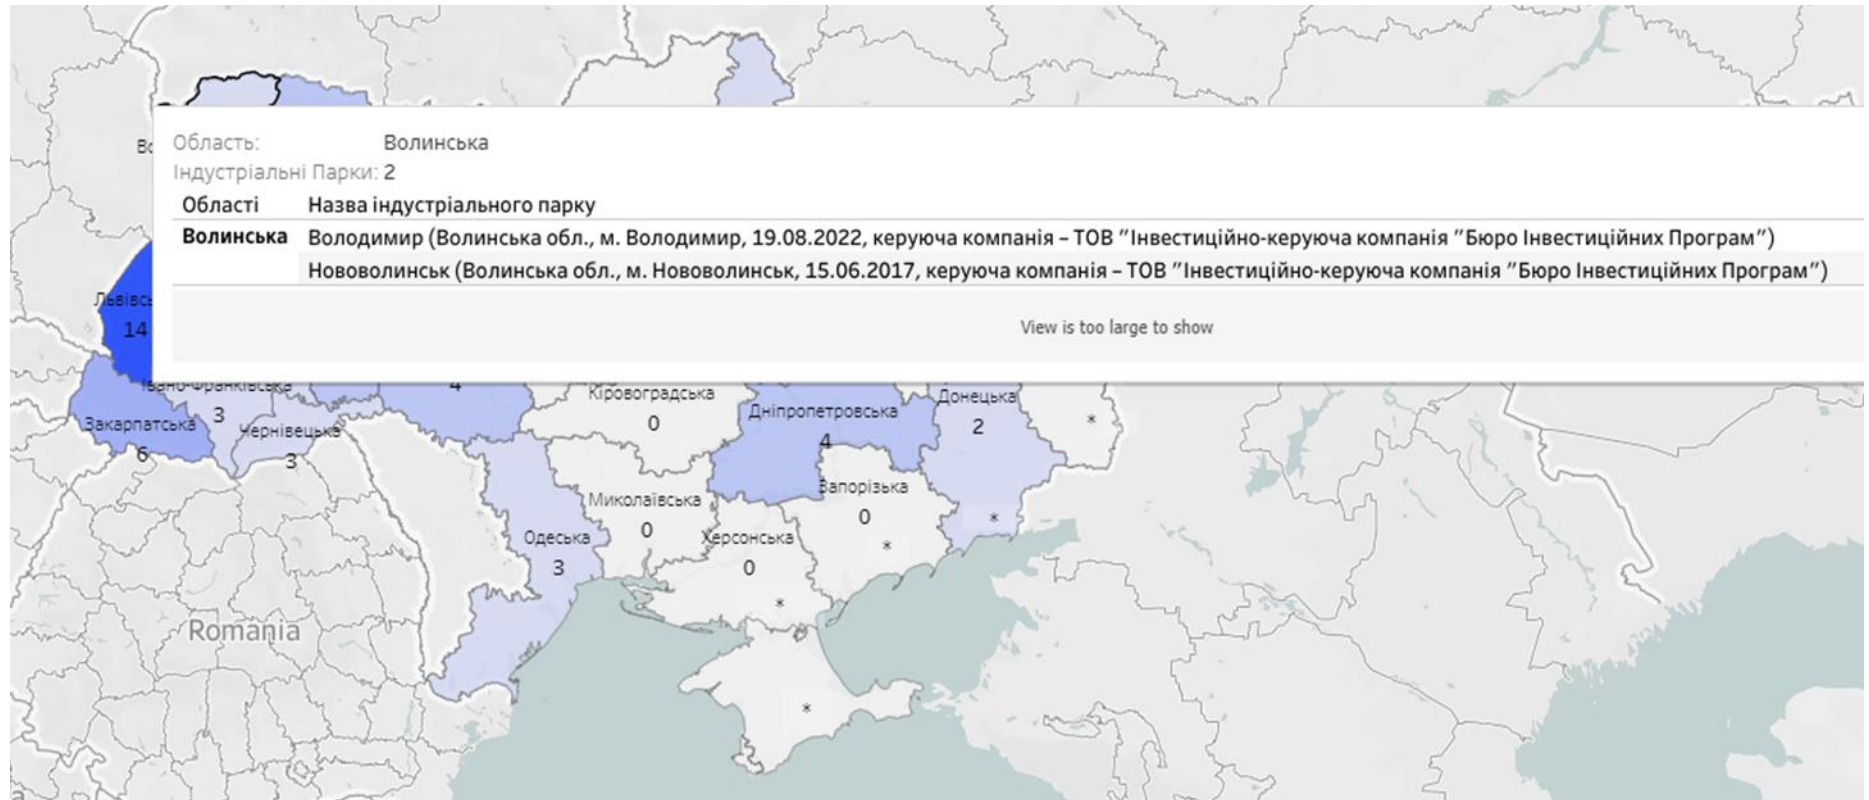 Область: Волинська
Індустріальні Парки: 2
Області Назва індустріального парку
Волинська Володимир (Волинська обл., м. Володимир, 19.08.2022, керуюча компанія – ТОВ "Інвестиційно-керуюча компанія "Бюро Інвестиційних Програм")
Нововолинськ (Волинська обл., м. Нововолинськ, 15.06.2017, керуюча компанія – ТОВ "Інвестиційно-керуюча компанія "Бюро Інвестиційних Програм")
View is too large to show
14
Івано-Франківська
3
4
Кіровоградська
0
Дніпропетровська
4
Донецька
2
*
Закарпатська
6
Чернівецька
3
Миколаївська
0
Запорізька
0
*
*
Одеська
3
Херсонська
0
*
Romania
*